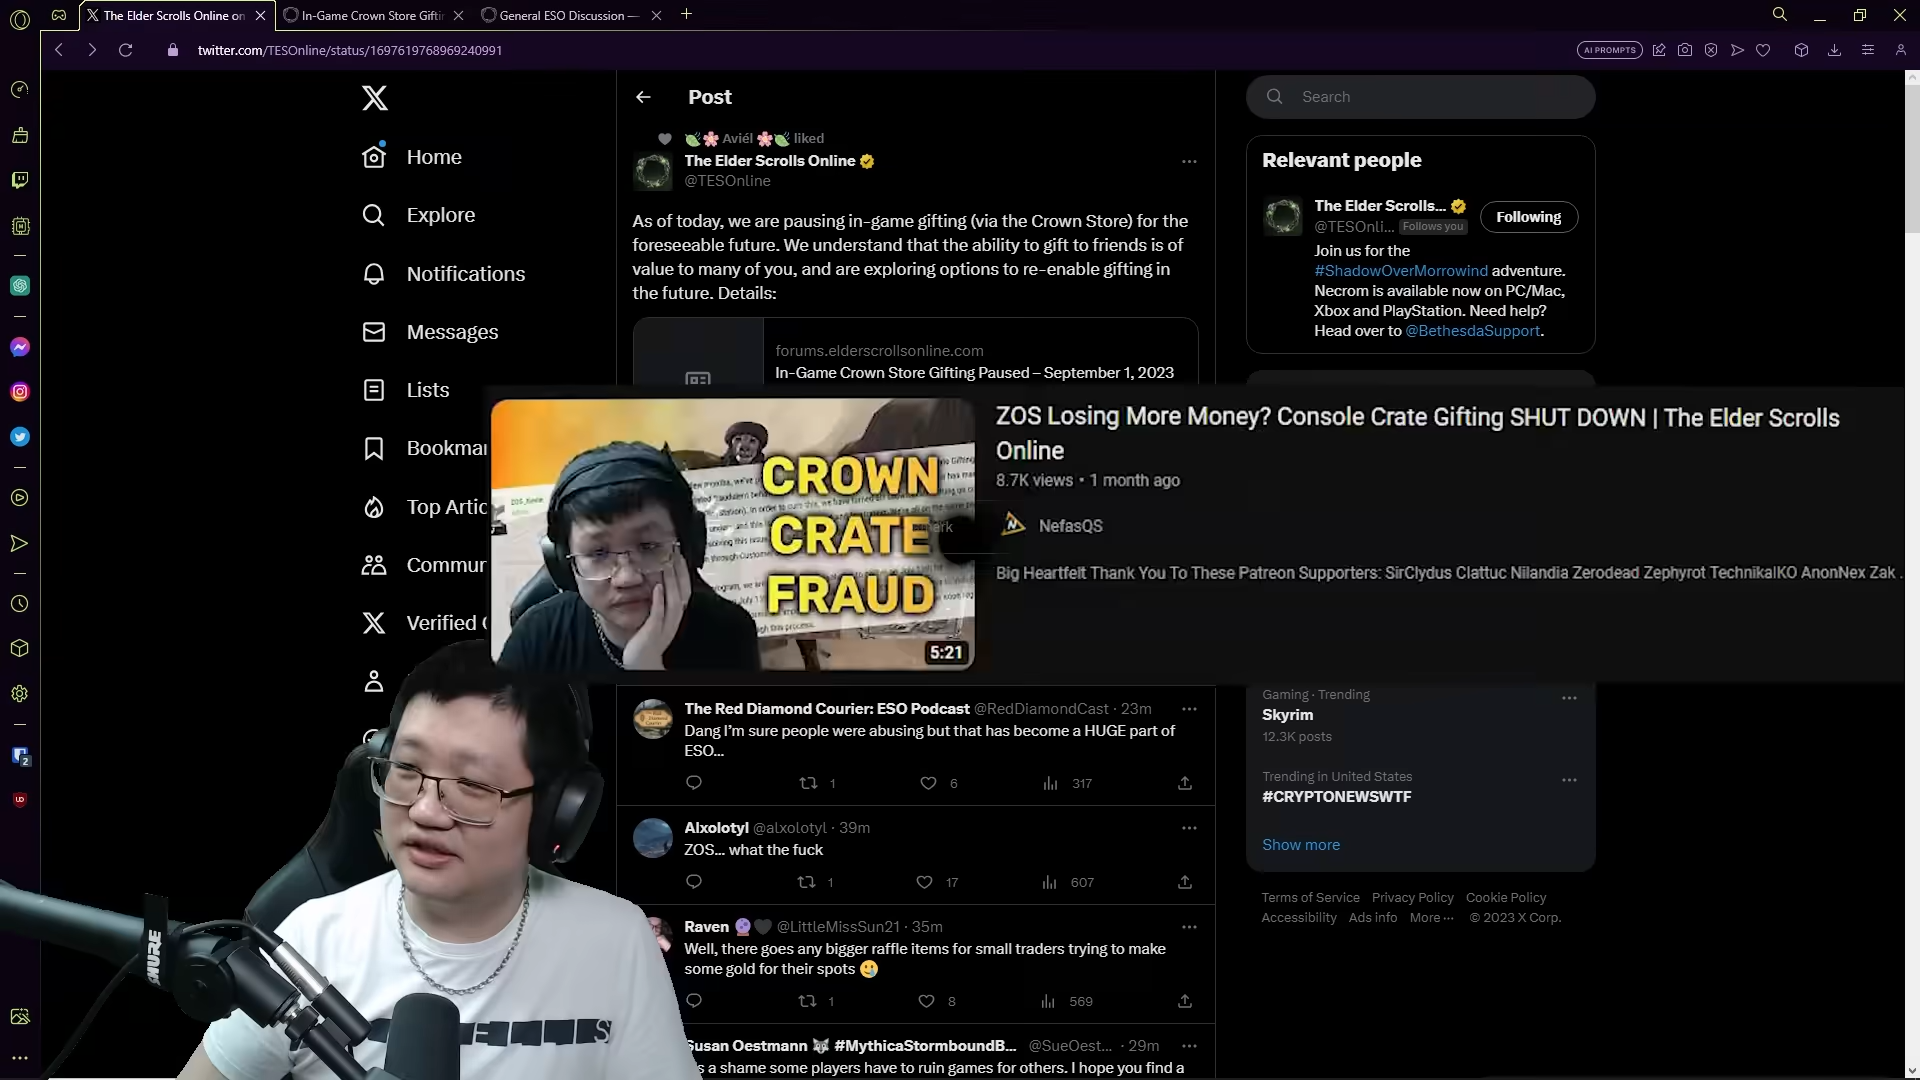 The Elder Scrolls Online on
In-Game Crown Store Giftin
General ESO Discussion —
twitter.com/TESOnline/status/1697619768969240991
AI PROMPTS
Home
Explore
Notifications
Messages
Lists
Bookmar
Top Artic
Commun
Verified
Post
Aviél
liked
The Elder Scrolls Online
@TESOnline
As of today, we are pausing in-game gifting (via the Crown Store) for the
foreseeable future. We understand that the ability to gift to friends is of
value to many of you, and are exploring options to re-enable gifting in
the future. Details:
forums.elderscrollsonline.com
In-Game Crown Store Gifting Paused – September 1, 2023
CROWN
CRATE
FRAUD
5:21
ZOS Losing More Money? Console Crate Gifting SHUT DOWN | The Elder Scrolls
Online
8.7K views • 1 month ago
NefasQS
Big Heartfelt Thank You To These Patreon Supporters: SirClydus Clattuc Nilandia Zerodead Zephyrot TechnikalKO AnonNex Zak ...
The Red Diamond Courier: ESO Podcast @RedDiamondCast · 23m
Dang I'm sure people were abusing but that has become a HUGE part of
ESO...
1
6
317
Alxolotyl @alxolotyl · 39m
ZOS... what the fuck
1
17
607
Raven 🔮🖤 @LittleMissSun21 · 35m
Well, there goes any bigger raffle items for small traders trying to make
some gold for their spots 🥲
1
8
569
Susan Oestmann 🐺 #MythicaStormboundB... @SueOest... · 29m
s a shame some players have to ruin games for others. I hope you find a
Search
Relevant people
The Elder Scrolls...
@TESOnli... Follows you
Following
Join us for the
#ShadowOverMorrowind adventure.
Necrom is available now on PC/Mac,
Xbox and PlayStation. Need help?
Head over to @BethesdaSupport.
Gaming · Trending
Skyrim
12.3K posts
Trending in United States
#CRYPTONEWSWTF
Show more
Terms of Service Privacy Policy Cookie Policy
Accessibility Ads info More ··· © 2023 X Corp.
2
SHURE